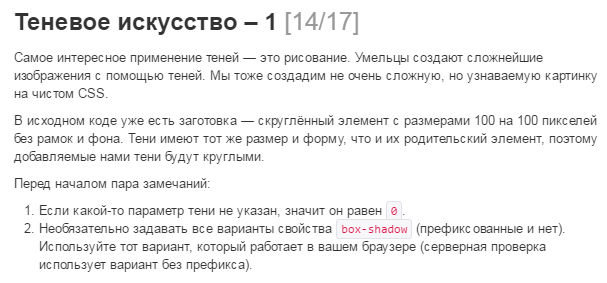 Теневое искусство – 1 [14/17]
Самое интересное применение теней — это рисование. Умельцы создают сложнейшие
изображения с помощью теней. Мы тоже создадим не очень сложную, но узнаваемую картинку
на чистом CSS.
В исходном коде уже есть заготовка — скруглённый элемент с размерами 100 на 100 пикселей
без рамок и фона. Тени имеют тот же размер и форму, что и их родительский элемент, поэтому
добавляемые нами тени будут круглыми.
Перед началом пара замечаний:
1. Если какой-то параметр тени не указан, значит он равен 0.
2. Необязательно задавать все варианты свойства box-shadow (префиксованные и нет).
Используйте тот вариант, который работает в вашем браузере (серверная проверка
использует вариант без префикса).